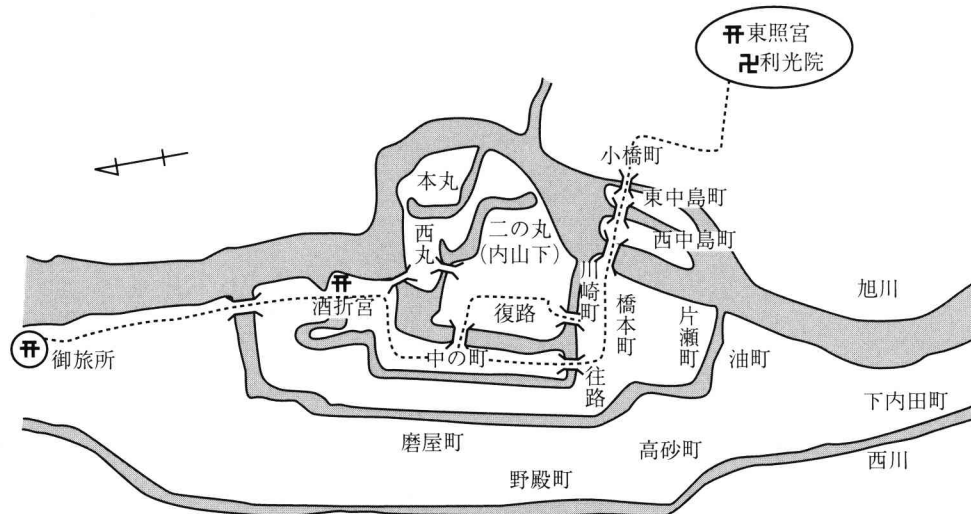 东照宮
卍利光院
小橋町
東中島町
西中島町
本丸
西丸
二の丸
(内山下)
川崎町
橋本町
片瀬町
旭川
酒折宮
復路
御旅所
中の町
往路
油町
下内田町
磨屋町
高砂町
西川
野殿町